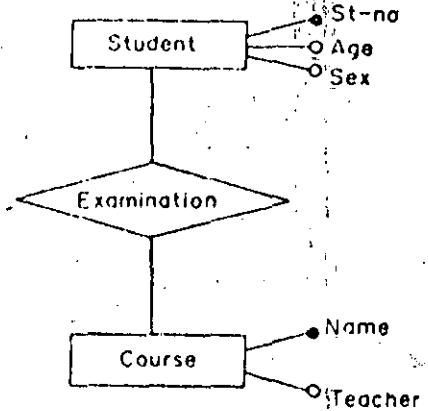 St-no
Student
Age
Sex
Examination
Name
Course
Teacher